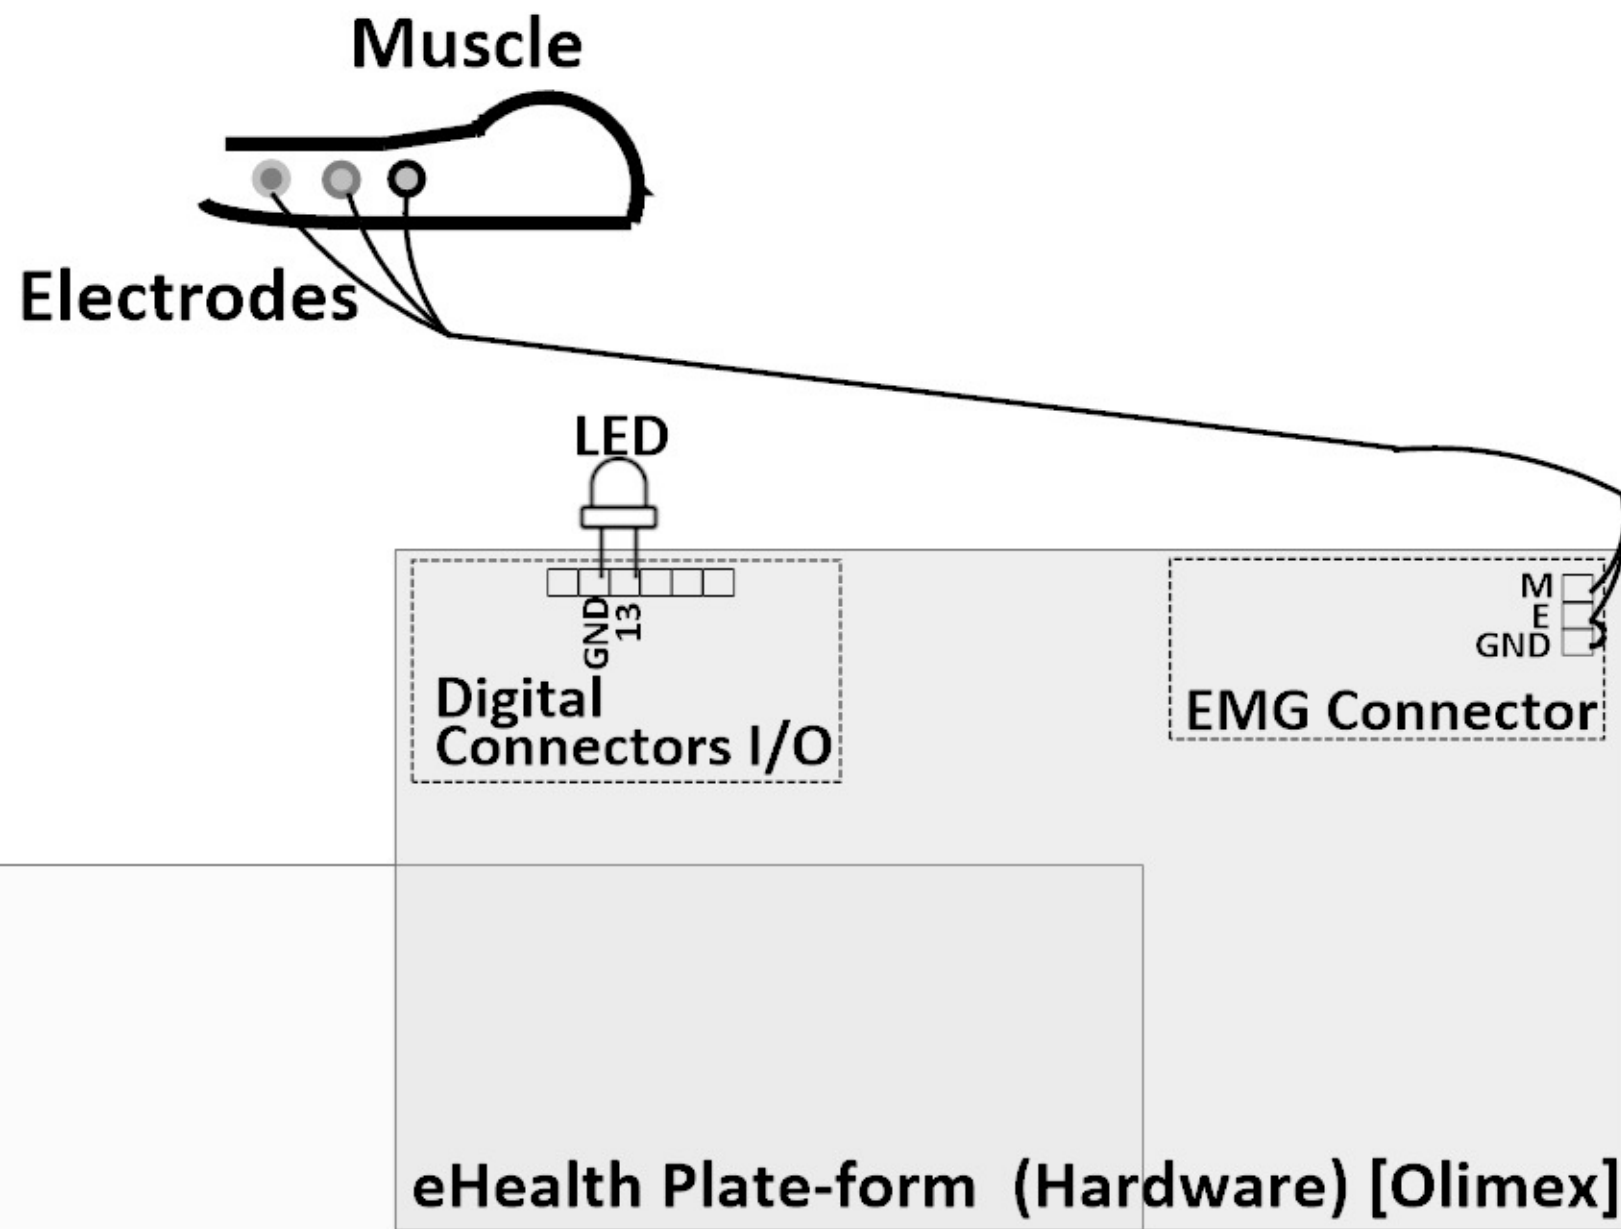 Muscle
Electrodes
LED
GND
13
Digital
Connectors I/O
M
E
GND
EMG Connector
eHealth Plate-form (Hardware) [Olimex]